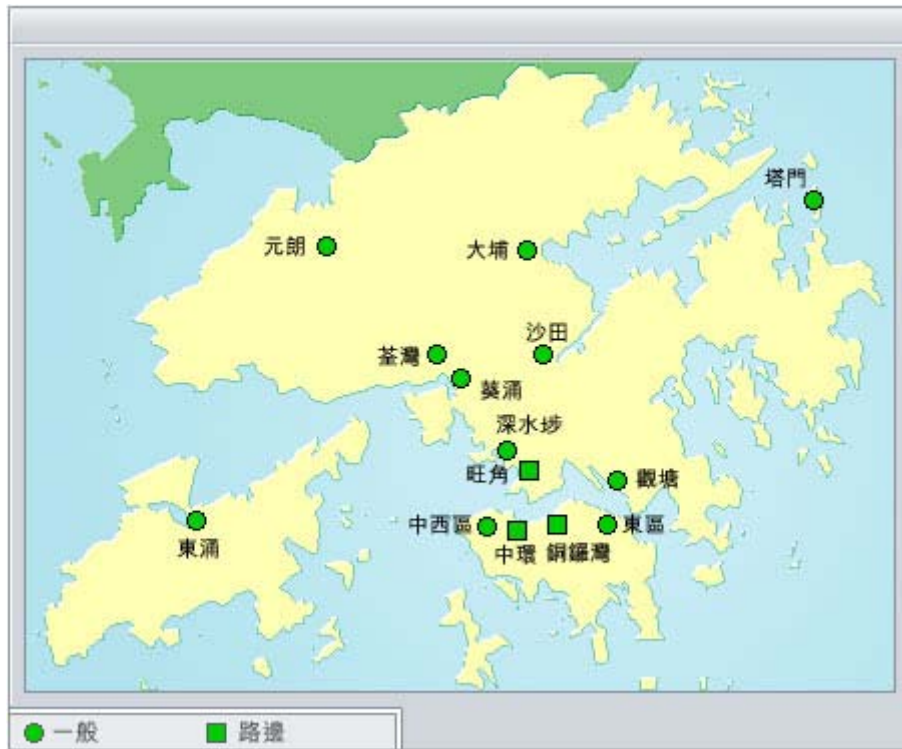 塔門
元朗
大埔
沙田
荃灣
葵涌
深水埗
旺角
觀塘
中西區
東區
中環
銅鑼灣
東涌
一般
路邊